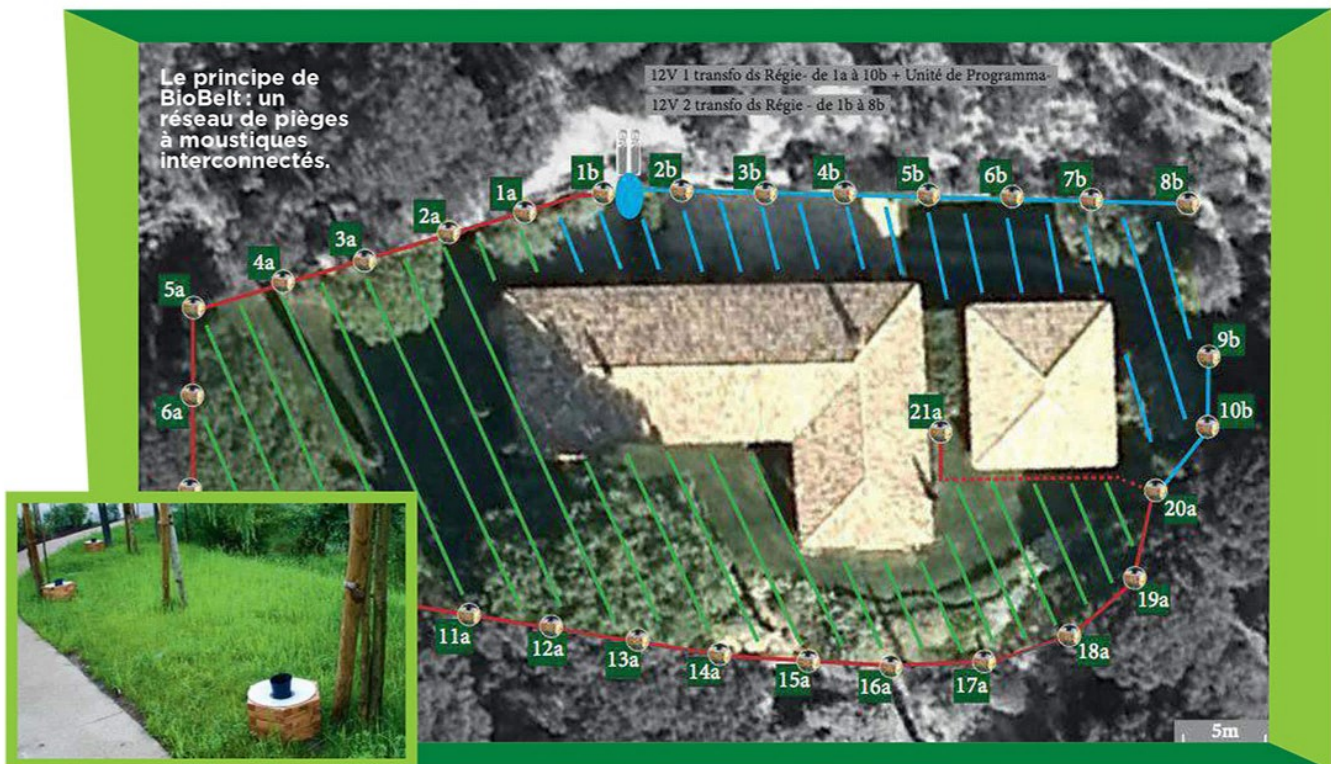 Le principe de
BioBelt : un
réseau de pièges
à moustiques
interconnectés.
12V 1 transfo ds Régie- de 1a à 10b + Unité de Programma-
12V 2 transfo ds Régie - de 1b à 8b
1b
2b
3b
4b
5b
6b
7b
8b
1a
2a
3a
4a
5a
6a
9b
10b
21a
20a
19a
18a
11a
12a
13a
14a
15a
16a
17a
5m